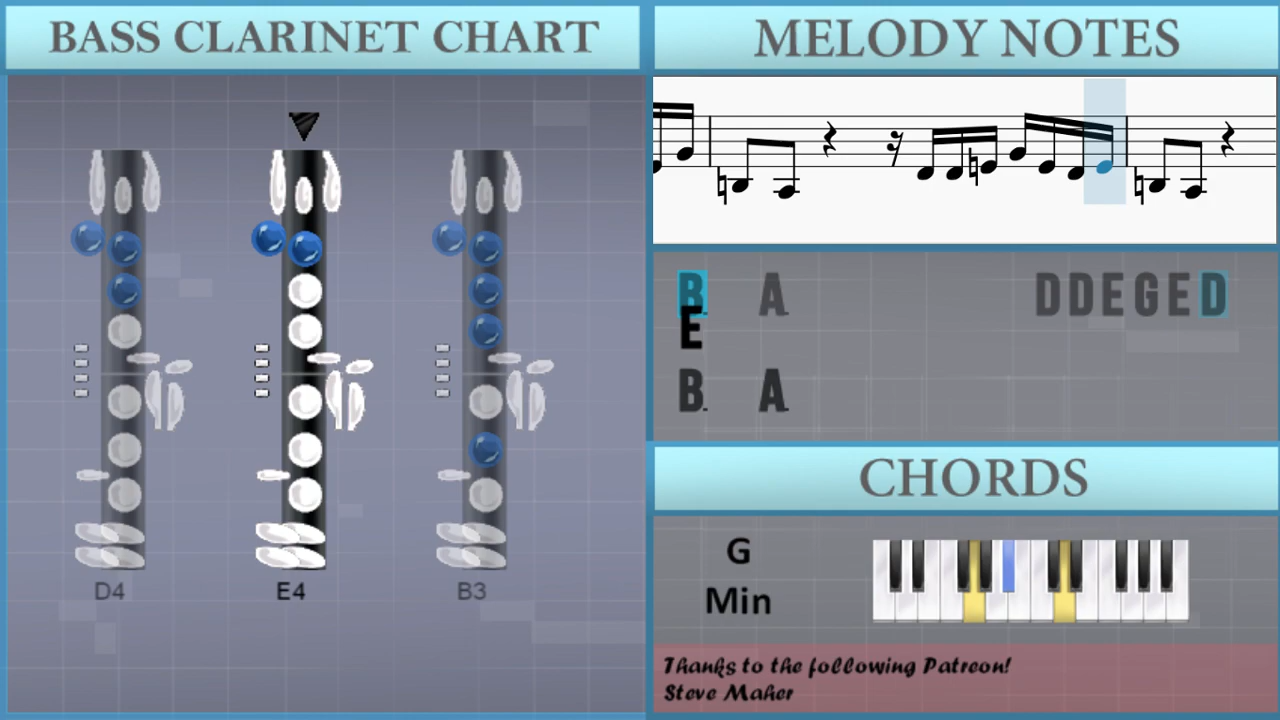 BASS CLARINET CHART
D4 E4 B3
MELODY NOTES
B A DDEGED
E
B A
CHORDS
G
Min
Thanks to the following Patreon!
Steve Maher